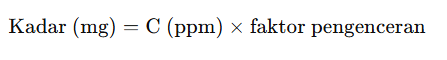 Kadar (mg) = C (ppm) × faktor pengenceran